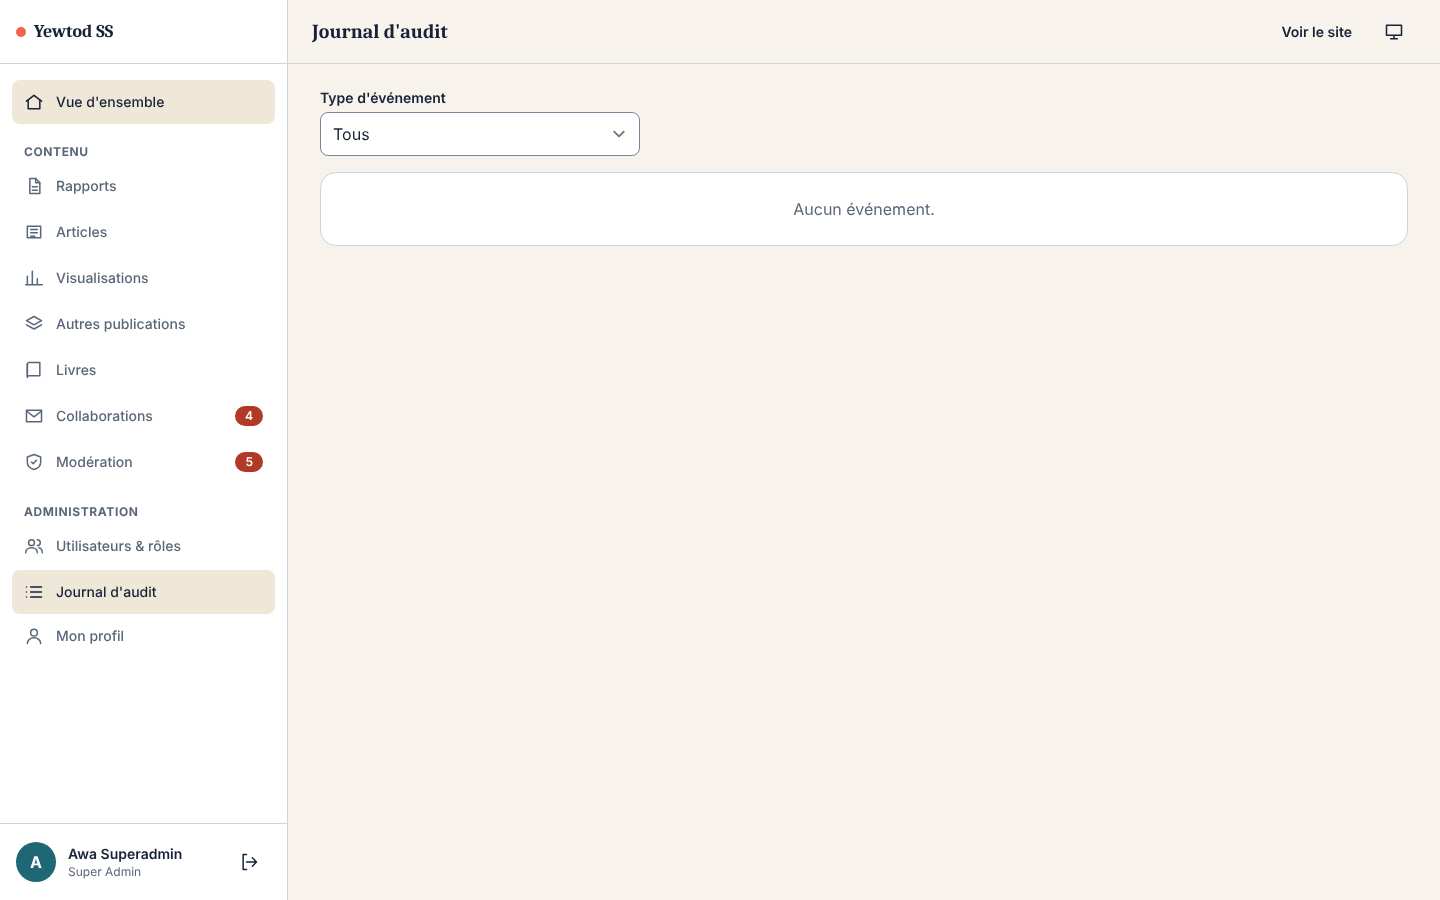 Yewtod SS
Vue d'ensemble
CONTENU
Rapports
Articles
Visualisations
Autres publications
Livres
Collaborations 4
Modération 5
ADMINISTRATION
Utilisateurs & rôles
Journal d'audit
Mon profil
A
Awa Superadmin
Super Admin
Journal d'audit
Voir le site
Type d'événement
Tous
Aucun événement.